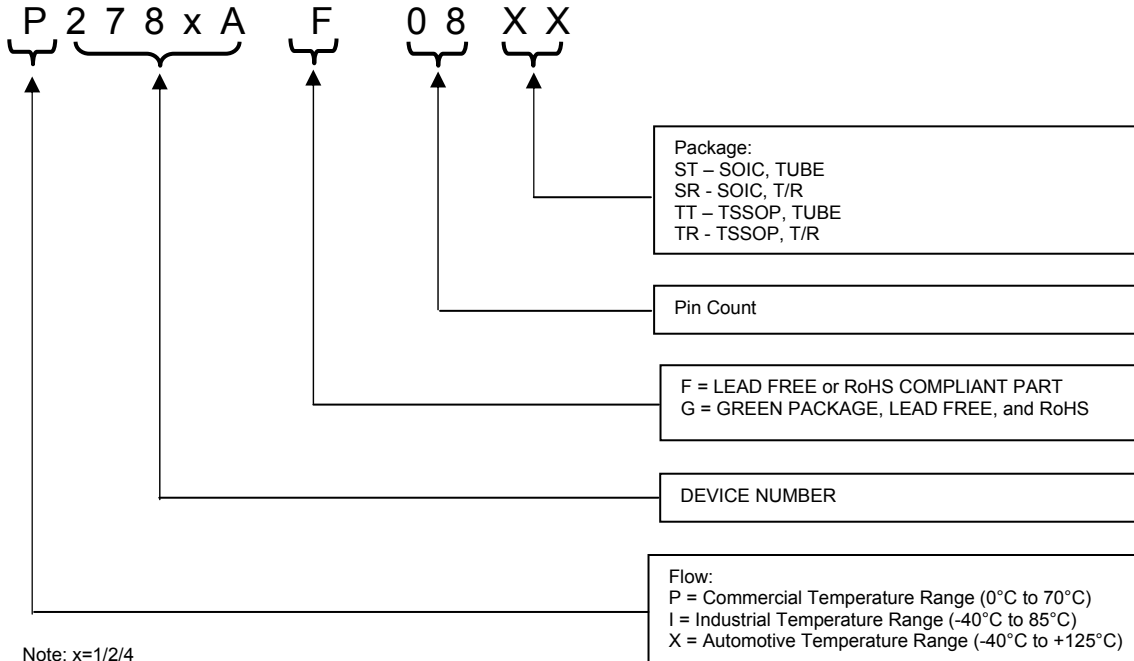 P 2 7 8 x A F 0 8 X X
Package:
ST – SOIC, TUBE
SR - SOIC, T/R
TT – TSSOP, TUBE
TR - TSSOP, T/R
Pin Count
F = LEAD FREE or RoHS COMPLIANT PART
G = GREEN PACKAGE, LEAD FREE, and RoHS
DEVICE NUMBER
Flow:
P = Commercial Temperature Range (0°C to 70°C)
I = Industrial Temperature Range (-40°C to 85°C)
X = Automotive Temperature Range (-40°C to +125°C)
Note: x=1/2/4